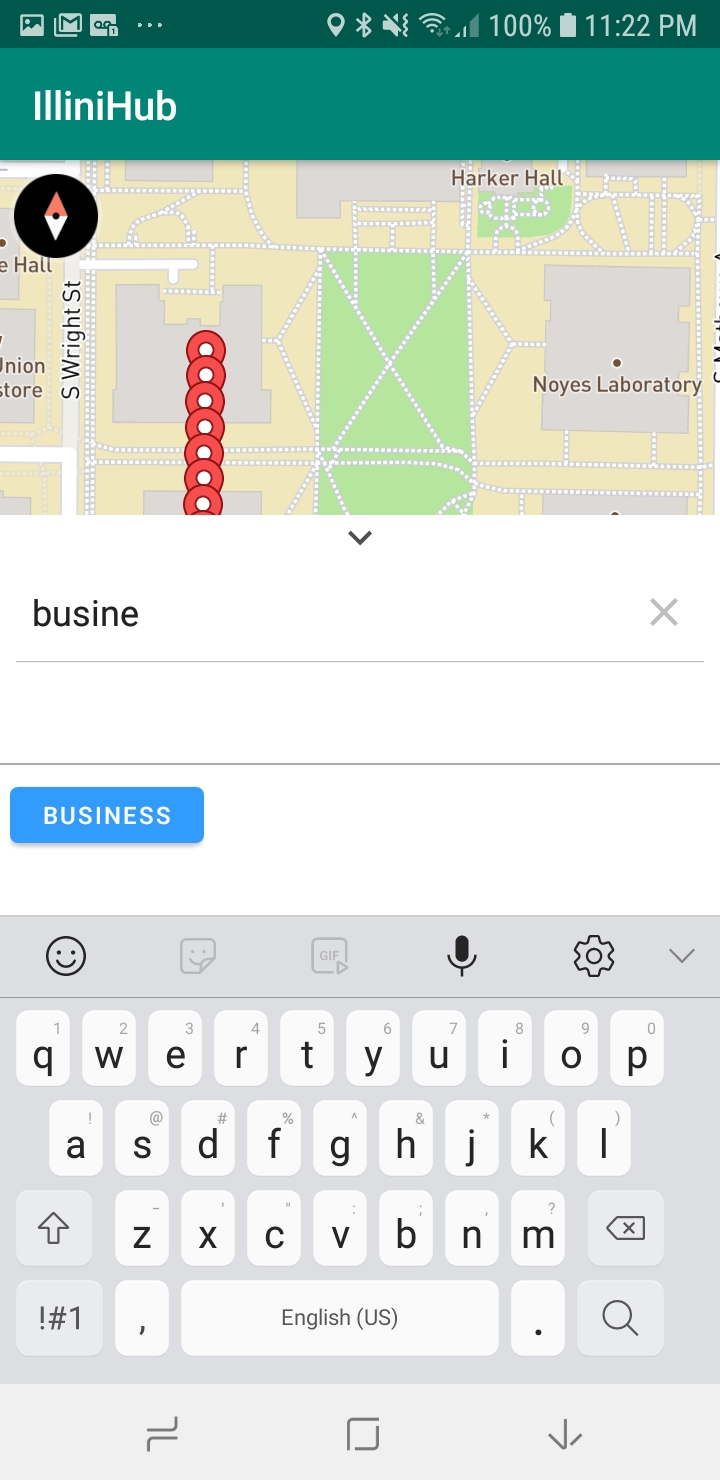 100% 11:22 PM
IlliniHub
Harker Hall
e Hall
S Wright St
Union
store
Noyes Laboratory
busine
BUSINESS
GIF
1 2 3 4 5 6 7 8 9 0
q w e r t y u i o p
! @ # % ^ & * ( )
a s d f g h j k l
- ' " : ; , ?
z x c v b n m
!#1 , English (US) .